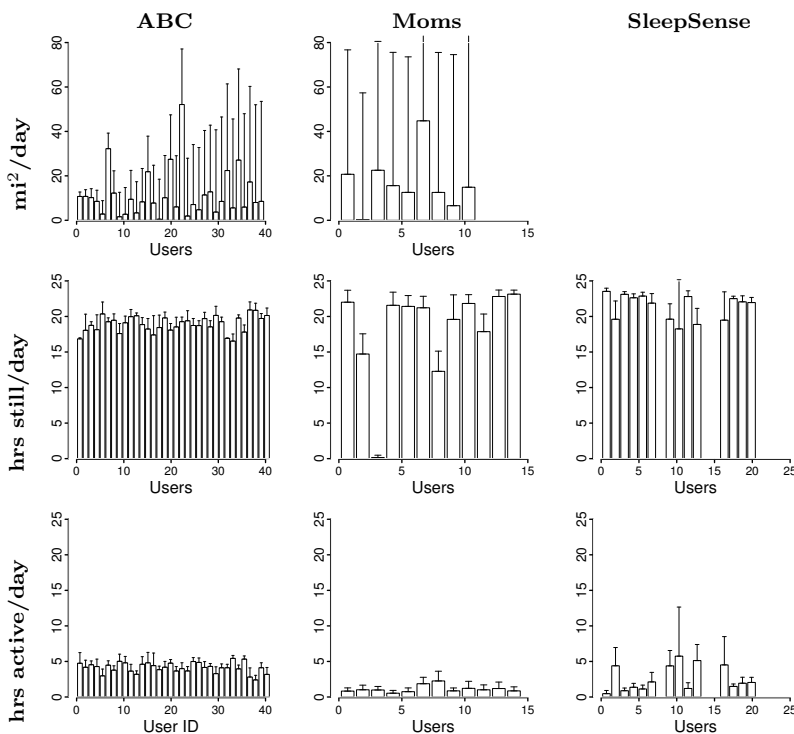 ABC Moms SleepSense
mi²/day
0 20 40 60 80
0 10 20 30 40
Users
0 20 40 60 80
0 5 10 15
Users
hrs still/day
0 5 10 15 20 25
0 10 20 30 40
Users
0 5 10 15 20 25
0 5 10 15
Users
0 5 10 15 20 25
0 5 10 15 20 25
Users
hrs active/day
0 5 10 15 20 25
0 10 20 30 40
User ID
0 5 10 15 20 25
0 5 10 15
Users
0 5 10 15 20 25
0 5 10 15 20 25
Users